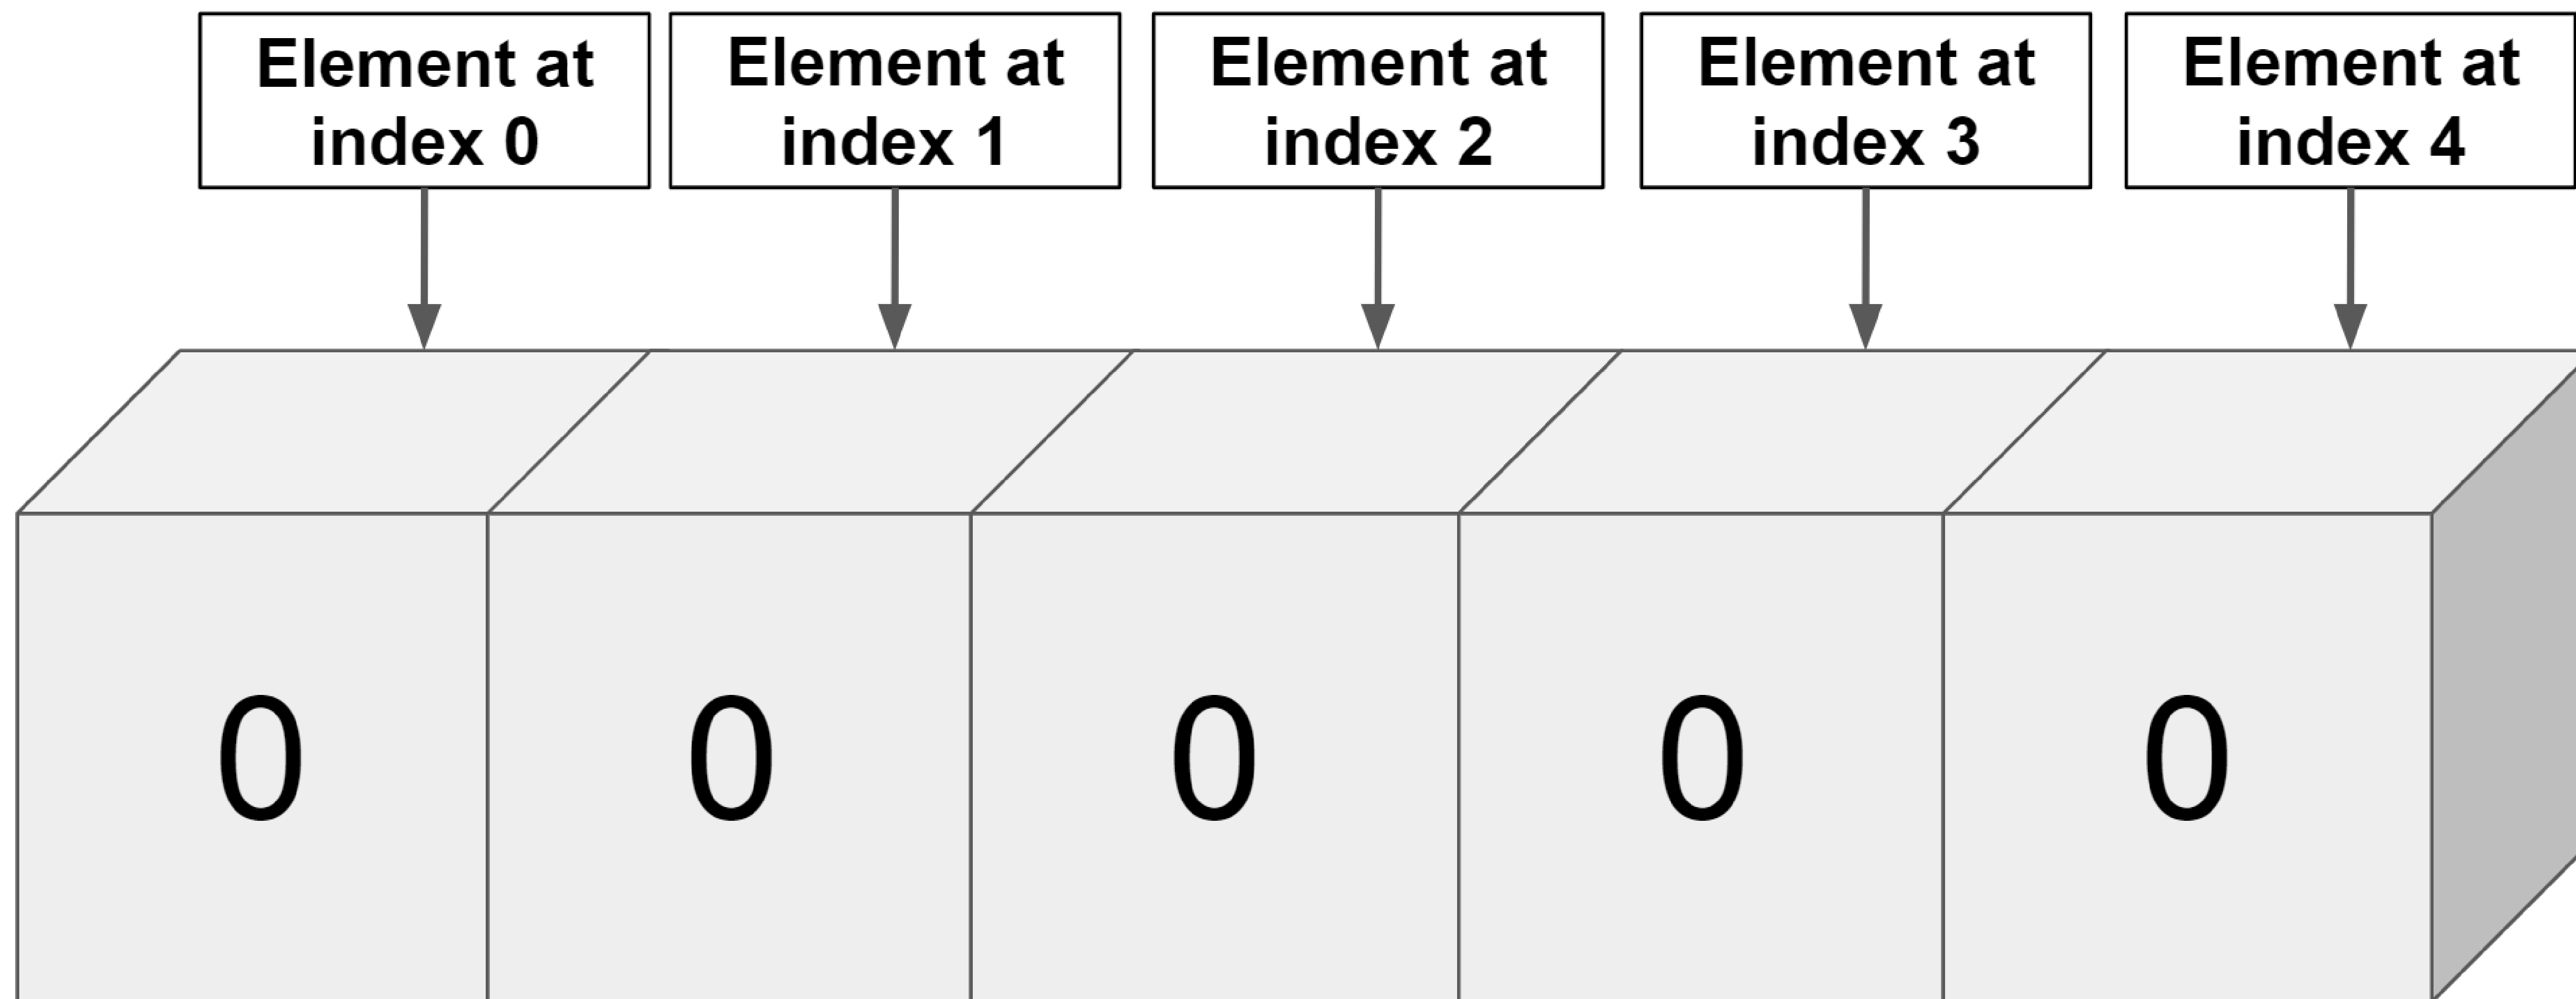 Element at
index 0
Element at
index 1
Element at
index 2
Element at
index 3
Element at
index 4
0
0
0
0
0